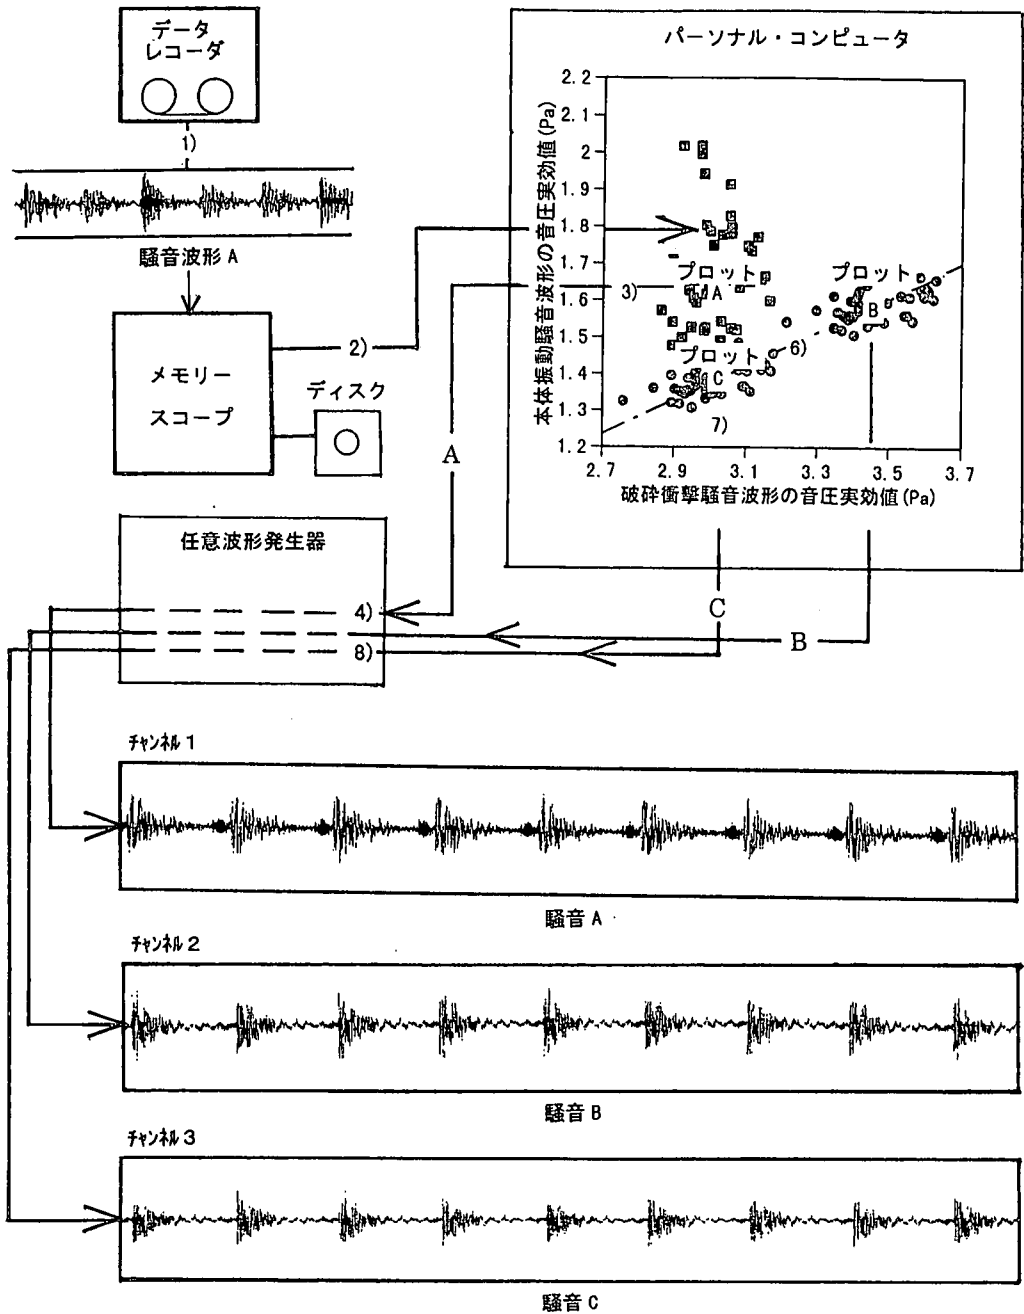 データ
レコーダ
1)
騒音波形 A
メモリー
スコープ
2)
ディスク
パーソナル・コンピュータ
本体振動騒音波形の音圧実効値(Pa)
2.2
2.1
2
1.9
1.8
1.7
1.6
1.5
1.4
1.3
1.2
プロット
A
プロット
B
3)
プロット
C
6)
7)
2.7
2.9
3.1
3.3
3.5
3.7
破砕衝撃騒音波形の音圧実効値(Pa)
A
任意波形発生器
4)
8)
C
B
チャンネル1
騒音 A
チャンネル2
騒音 B
チャンネル3
騒音 C